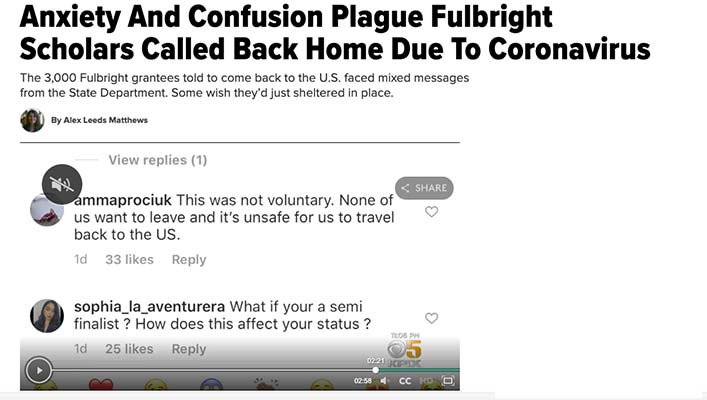 Anxiety And Confusion Plague Fulbright
Scholars Called Back Home Due To Coronavirus
The 3,000 Fulbright grantees told to come back to the U.S. faced mixed messages
from the State Department. Some wish they'd just sheltered in place.
By Alex Leeds Matthews
View replies (1)
SHARE
ammaprociuk This was not voluntary. None of
us want to leave and it's unsafe for us to travel
back to the US.
1d 33 likes Reply
sophia_la_aventurera What if your a semi
finalist ? How does this affect your status ?
1d 25 likes Reply
11:05 PM
5
KPIX
02:21
02:58 CC HD